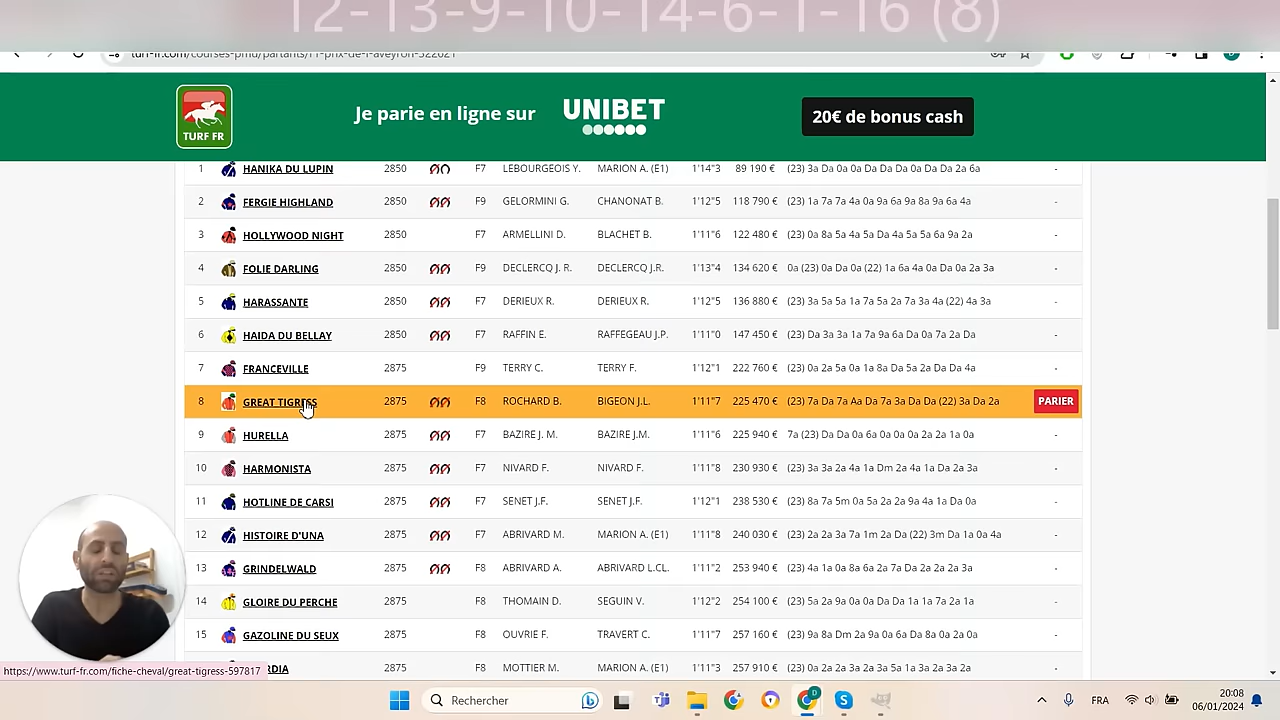 12-13-9-10-14-6-1-16 (8)
turf-fr.com/courses-pmu/partants/r1-prix-de-l-aveyron-322021
TURF FR
Je parie en ligne sur UNIBET
20€ de bonus cash
1 HANIKA DU LUPIN 2850 F7 LEBOURGEOIS Y. MARION A. (E1) 1'14"3 89 190 € (23) 3a Da 0a 0a Da Da Da 0a Da Da 2a 6a -
2 FERGIE HIGHLAND 2850 F9 GELORMINI G. CHANONAT B. 1'12"5 118 790 € (23) 1a 7a 7a 4a 0a 9a 6a 9a 8a 9a 6a 4a -
3 HOLLYWOOD NIGHT 2850 F7 ARMELLINI D. BLACHET B. 1'11"6 122 480 € (23) 0a 8a 5a 4a 5a Da 4a 5a 5a 6a 9a 2a -
4 FOLIE DARLING 2850 F9 DECLERCQ J. R. DECLERCQ J.R. 1'13"4 134 620 € 0a (23) 0a Da 0a (22) 1a 6a 4a 0a Da 0a 2a 3a -
5 HARASSANTE 2850 F7 DERIEUX R. DERIEUX R. 1'12"5 136 880 € (23) 3a 5a 5a 1a 7a 5a 2a 7a 3a 4a (22) 4a 3a -
6 HAIDA DU BELLAY 2850 F7 RAFFIN E. RAFFEGEAU J.P. 1'11"0 147 450 € (23) Da 3a 3a 1a 7a 9a 6a Da 0a 7a 2a Da -
7 FRANCEVILLE 2875 F9 TERRY C. TERRY F. 1'12"1 222 760 € (23) 0a 2a 5a 0a 1a 8a Da 5a 2a Da Da 4a -
8 GREAT TIGRESS 2875 F8 ROCHARD B. BIGEON J.L. 1'11"7 225 470 € (23) 7a Da 7a Aa Da 7a 3a Da Da (22) 3a Da 2a PARIER
9 HURELLA 2875 F7 BAZIRE J. M. BAZIRE J.M. 1'11"6 225 940 € 7a (23) Da Da 0a 6a 0a 0a 0a 2a 2a 1a 0a -
10 HARMONISTA 2875 F7 NIVARD F. NIVARD F. 1'11"8 230 930 € (23) 3a 3a 2a 4a 1a Dm 2a 4a 1a Da 2a 3a -
11 HOTLINE DE CARSI 2875 F7 SENET J.F. SENET J.F. 1'12"1 238 530 € (23) 8a 7a 5m 0a 5a 2a 2a 9a 4a 1a Da 0a -
12 HISTOIRE D'UNA 2875 F7 ABRIVARD M. MARION A. (E1) 1'11"8 240 030 € (23) 2a 2a 3a 7a 1m 2a Da (22) 3m Da 1a 0a 4a -
13 GRINDELWALD 2875 F8 ABRIVARD A. ABRIVARD L.CL. 1'11"2 253 940 € (23) 4a 1a 0a 8a 6a 2a 7a Da 2a 2a 2a 3a -
14 GLOIRE DU PERCHE 2875 F8 THOMAIN D. SEGUIN V. 1'12"2 254 100 € (23) 5a 2a 9a 0a 0a Da Da 1a 1a 7a 2a 1a -
15 GAZOLINE DU SEUX 2875 F8 OUVRIE F. TRAVERT C. 1'11"7 257 160 € (23) 9a 8a Dm 2a 9a 0a 6a Da 8a 0a 2a 0a -
DIA 2875 F8 MOTTIER M. MARION A. (E1) 1'11"3 257 910 € (23) 0a 2a 2a 3a 2a 3a 5a 1a 3a 2a 3a 2a -
https://www.turf-fr.com/fiche-cheval/great-tigress-597817
Rechercher
FRA
20:08
06/01/2024